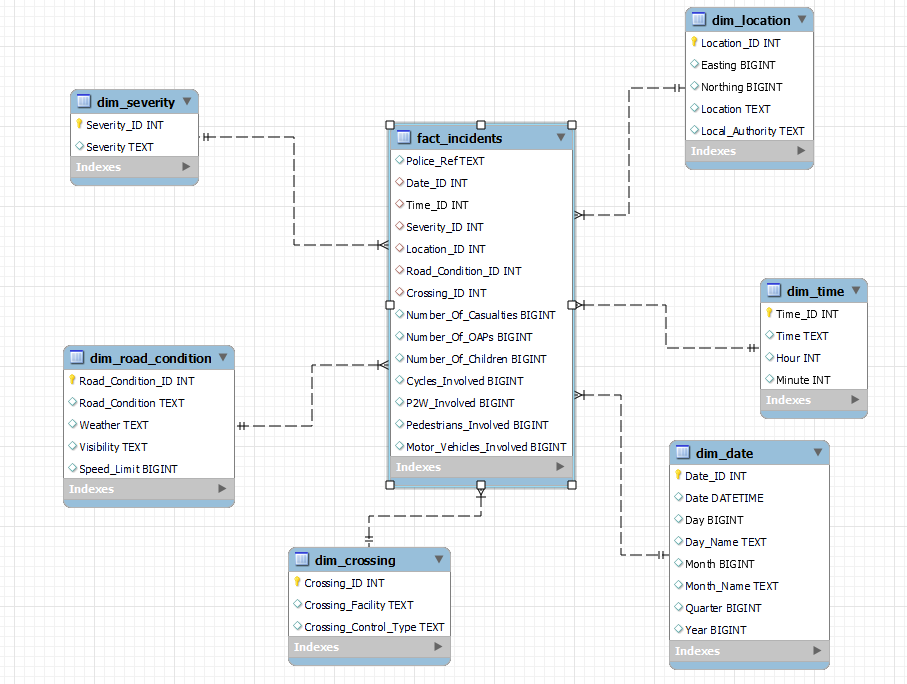 dim_location
Location_ID INT
Easting BIGINT
Northing BIGINT
Location TEXT
Local_Authority TEXT
Indexes
dim_severity
Severity_ID INT
Severity TEXT
Indexes
fact_incidents
Police_Ref TEXT
Date_ID INT
Time_ID INT
Severity_ID INT
Location_ID INT
Road_Condition_ID INT
Crossing_ID INT
Number_Of_Casualties BIGINT
Number_Of_OAPs BIGINT
Number_Of_Children BIGINT
Cycles_Involved BIGINT
P2W_Involved BIGINT
Pedestrians_Involved BIGINT
Motor_Vehicles_Involved BIGINT
Indexes
dim_time
Time_ID INT
Time TEXT
Hour INT
Minute INT
Indexes
dim_road_condition
Road_Condition_ID INT
Road_Condition TEXT
Weather TEXT
Visibility TEXT
Speed_Limit BIGINT
Indexes
dim_date
Date_ID INT
Date DATETIME
Day BIGINT
Day_Name TEXT
Month BIGINT
Month_Name TEXT
Quarter BIGINT
Year BIGINT
Indexes
dim_crossing
Crossing_ID INT
Crossing_Facility TEXT
Crossing_Control_Type TEXT
Indexes